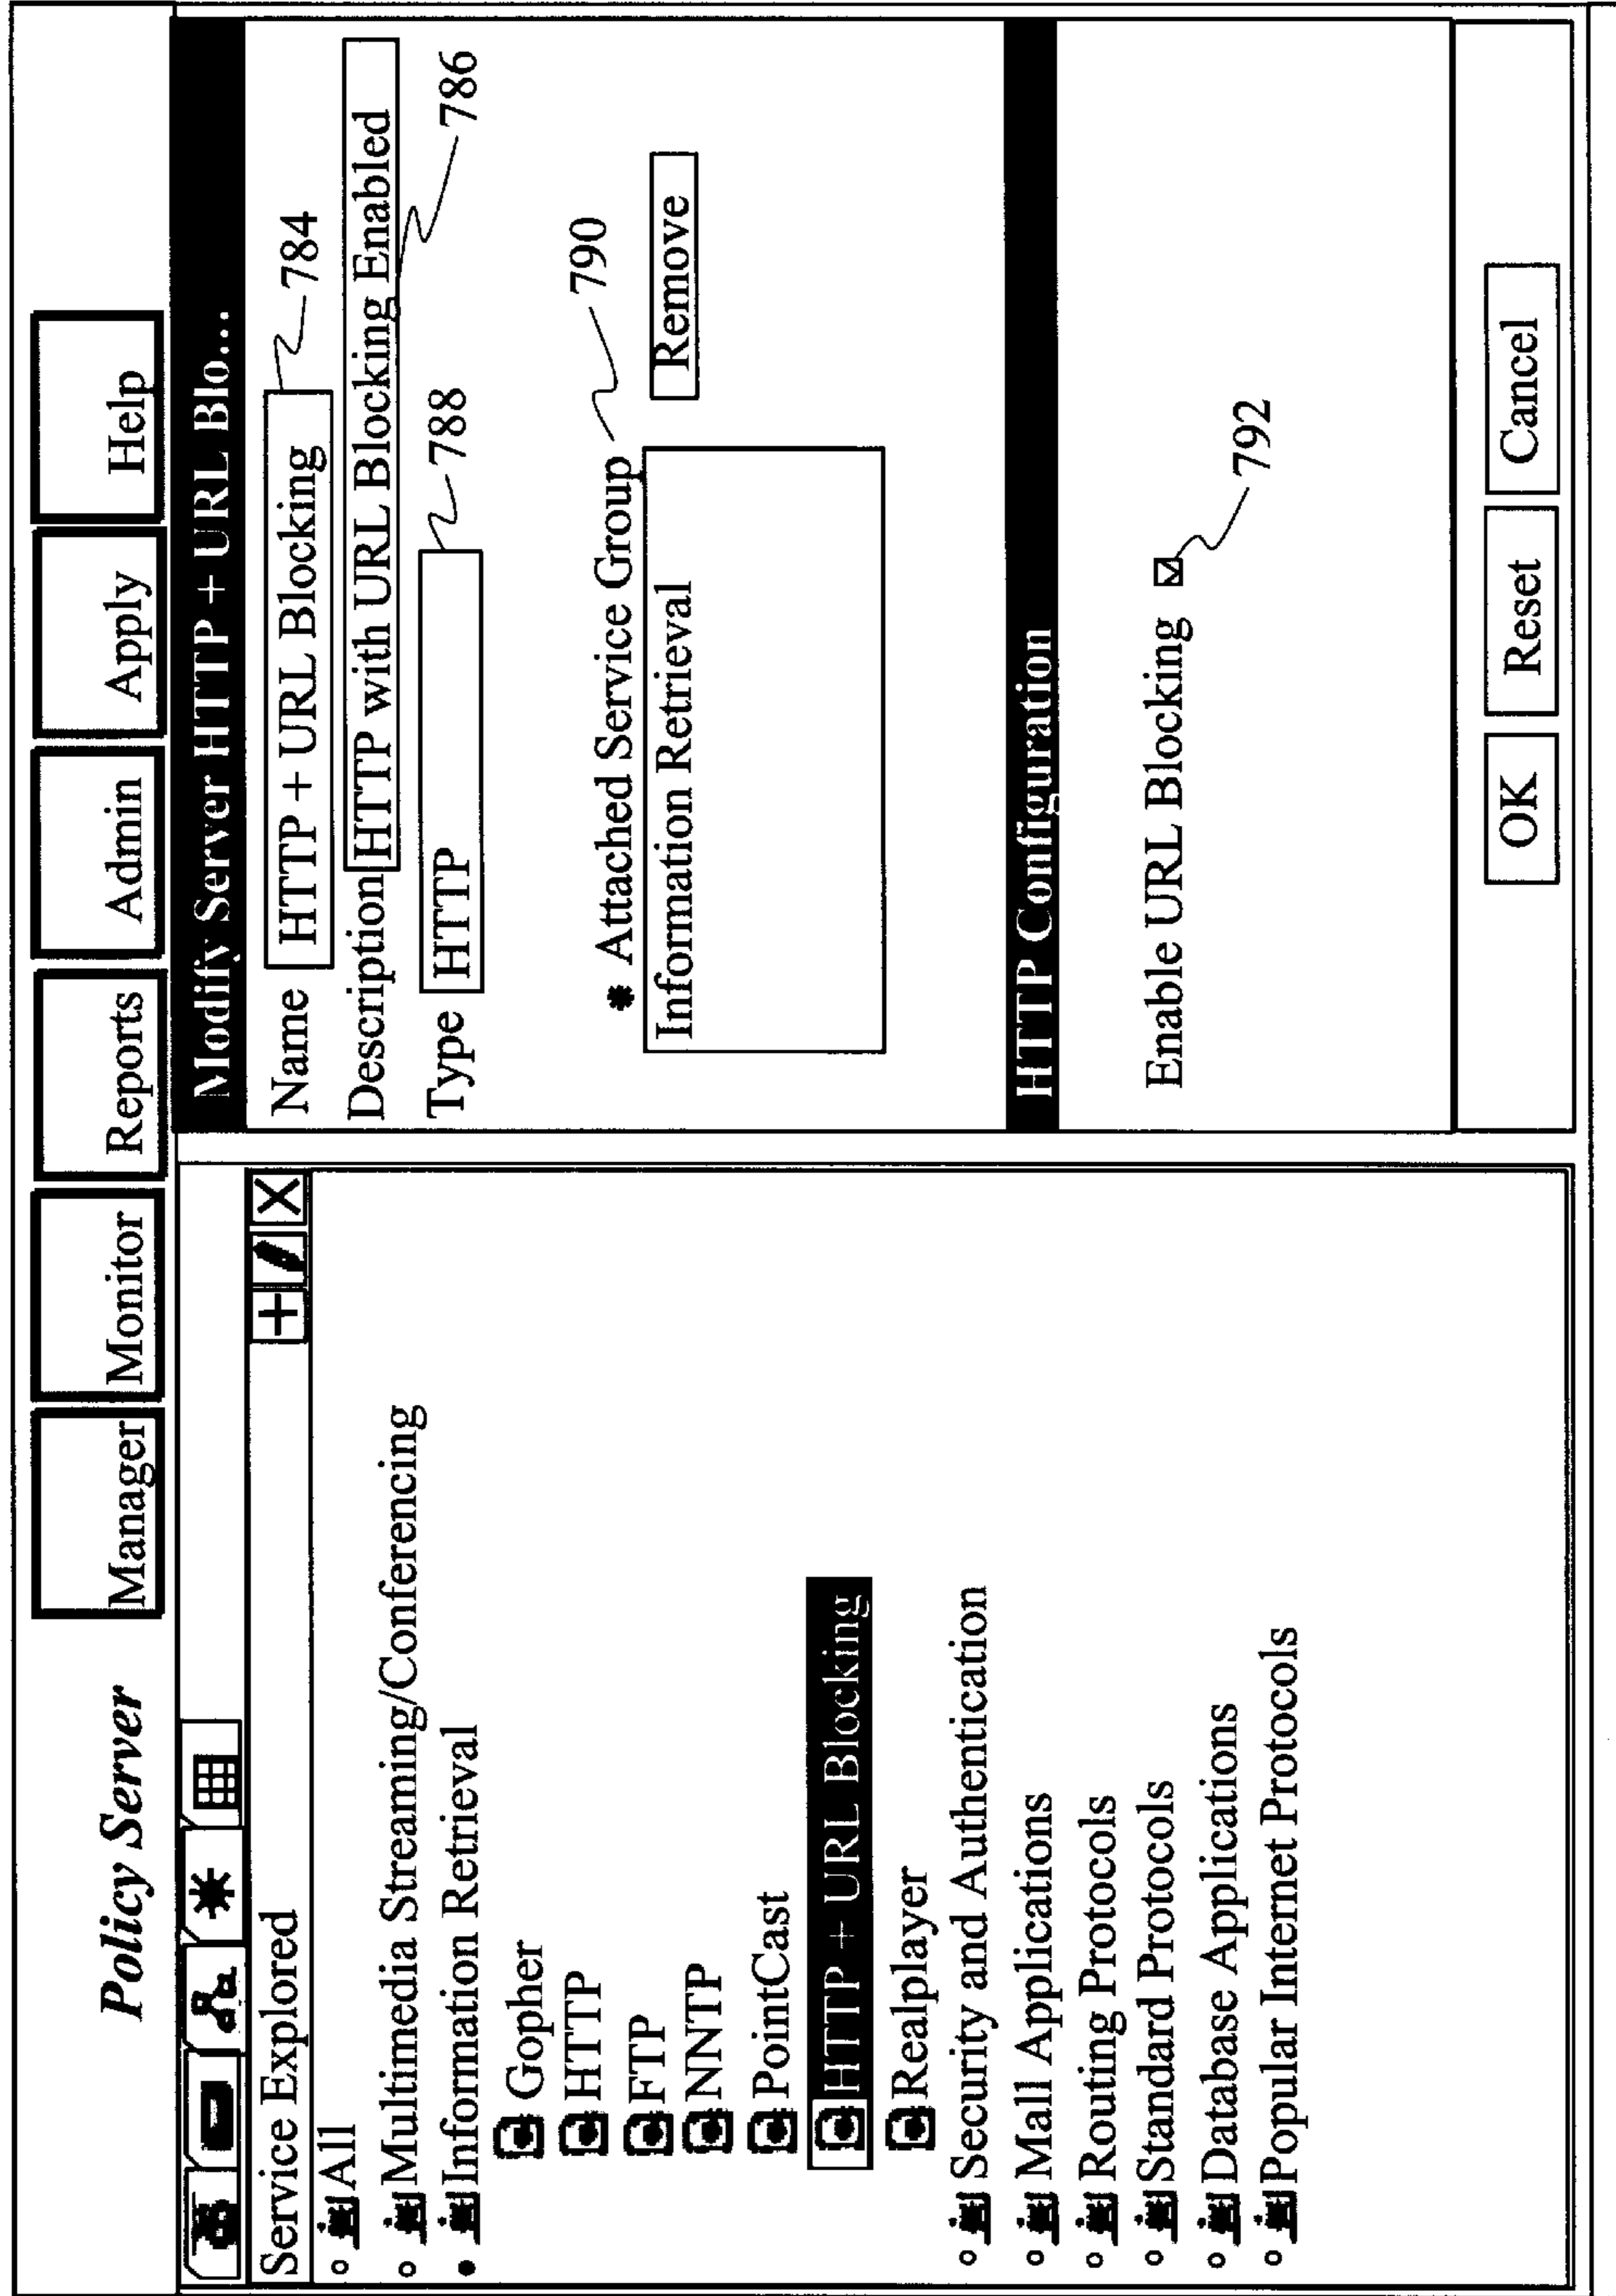 Policy Server
Manager
Monitor
Reports
Admin
Apply
Help
Service Explored
All
Multimedia Streaming/Conferencing
Information Retrieval
Gopher
HTTP
FTP
NNTP
PointCast
HTTP + URL Blocking
Realplayer
Security and Authentication
Mall Applications
Routing Protocols
Standard Protocols
Database Applications
Popular Internet Protocols
Modify Server HTTP + URL Blo...
Name HTTP + URL Blocking 784
Description HTTP with URL Blocking Enabled 786
Type HTTP 788
Attached Service Group 790
Information Retrieval
Remove
HTTP Configuration
Enable URL Blocking 792
OK Reset Cancel